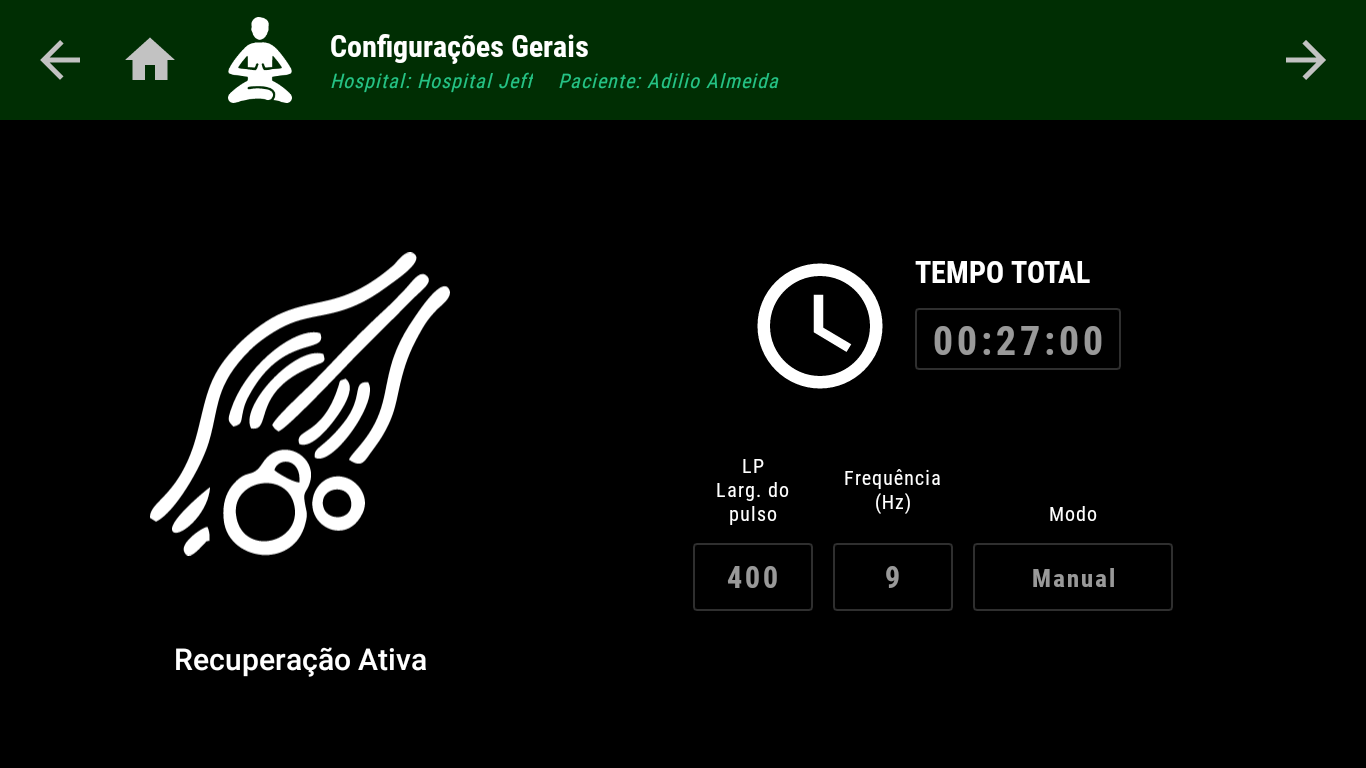 Configurações Gerais
Hospital: Hospital Jeff Paciente: Adilio Almeida
TEMPO TOTAL
00:27:00
LP
Larg. do
pulso
Frequência
(Hz)
Modo
400
9
Manual
Recuperação Ativa